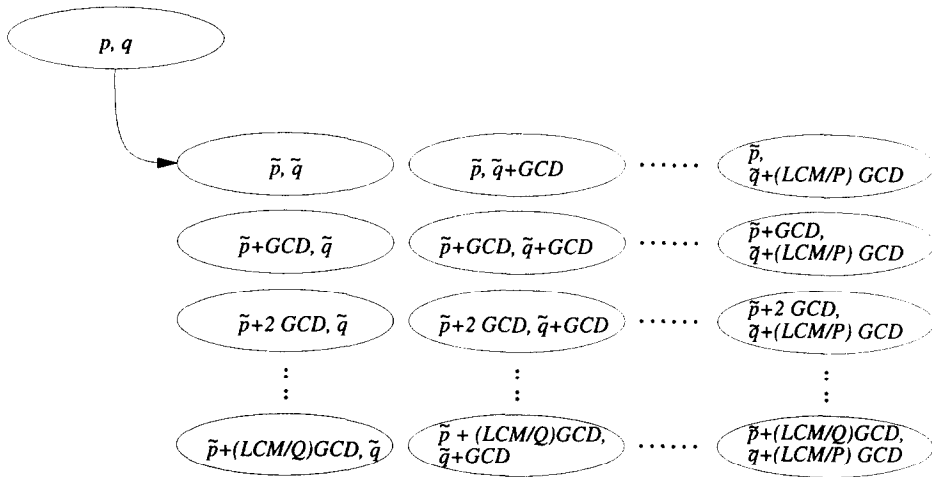 p, q
p̃, q̃
p̃, q̃+GCD
......
p̃,
q̃+(LCM/P) GCD
p̃+GCD, q̃
p̃+GCD, q̃+GCD
......
p̃+GCD,
q̃+(LCM/P) GCD
p̃+2 GCD, q̃
p̃+2 GCD, q̃+GCD
......
p̃+2 GCD,
q̃+(LCM/P) GCD
p̃+(LCM/Q)GCD, q̃
p̃ + (LCM/Q)GCD,
q̃+GCD
......
p̃+(LCM/Q)GCD,
q̃+(LCM/P) GCD